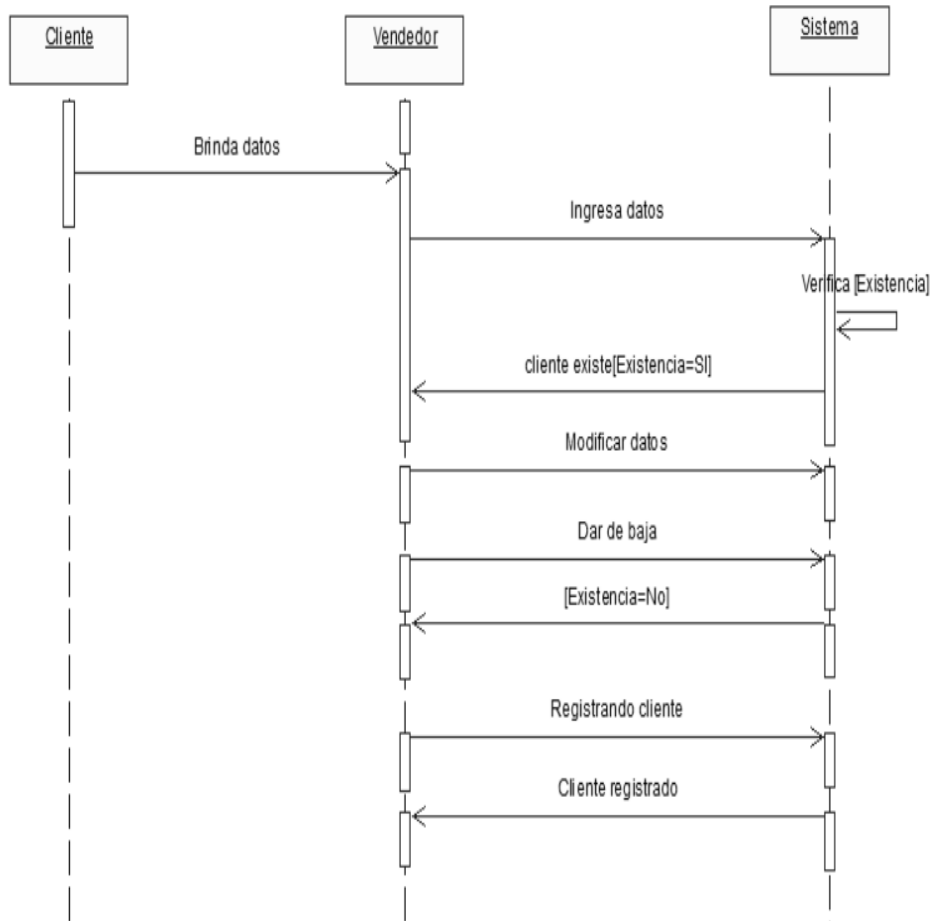 Cliente
Vendedor
Sistema
Brinda datos
Ingresa datos
Verifica [Existencia]
cliente existe[Existencia=SI]
Modificar datos
Dar de baja
[Existencia=No]
Registrando cliente
Cliente registrado